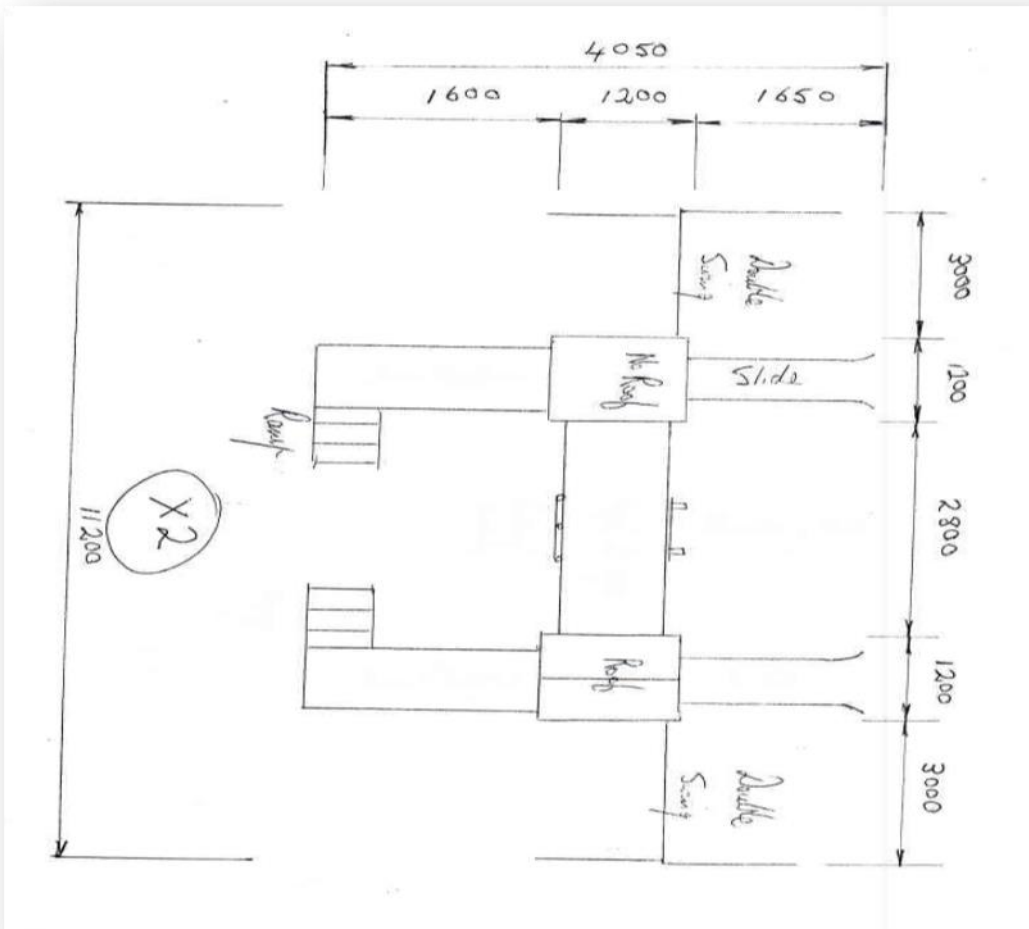 4050
1600 1200 1650
Double
Swing
3000
No Roof
Slide
1200
Ramp
2800
X2
11200
Roof
1200
Double
Swing
3000